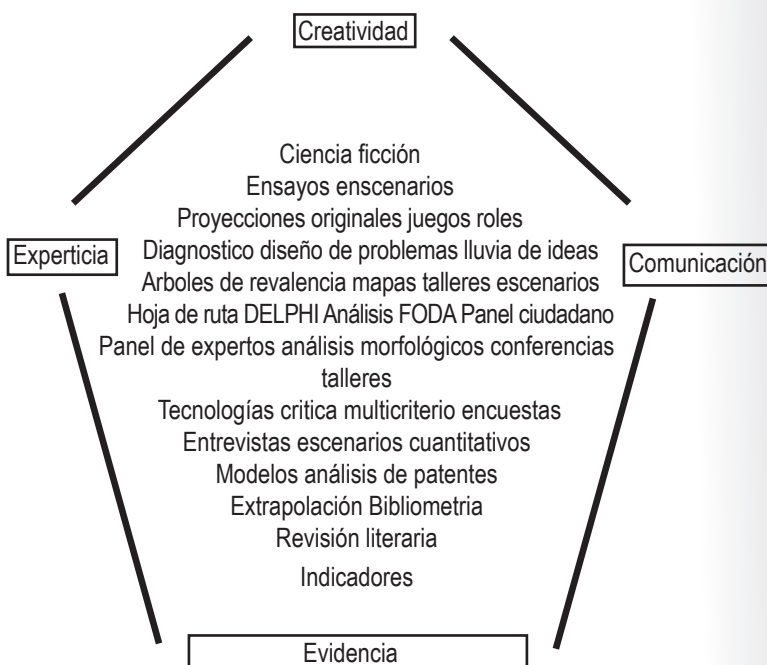 Creatividad
Ciencia ficción
Ensayos enscenarios
Proyecciones originales juegos roles
Experticia
Diagnostico diseño de problemas lluvia de ideas
Comunicación
Arboles de revalencia mapas talleres escenarios
Hoja de ruta DELPHI Análisis FODA Panel ciudadano
Panel de expertos análisis morfológicos conferencias
talleres
Tecnologías critica multicriterio encuestas
Entrevistas escenarios cuantitativos
Modelos análisis de patentes
Extrapolación Bibliometria
Revisión literaria
Indicadores
Evidencia